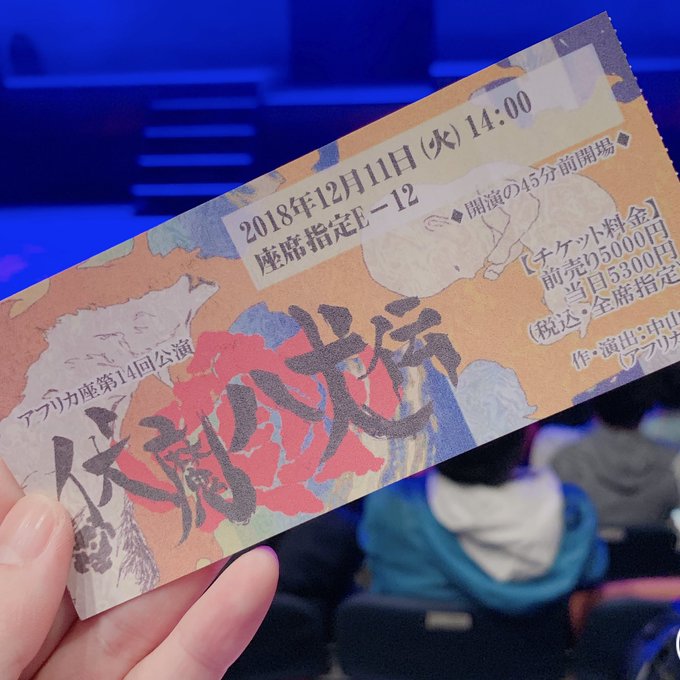 2018年12月11日(火)14:00
座席指定E－12
◆開演の45分前開場◆
【チケット料金】
前売り5000円
当日5300円
(税込・全席指定
作・演出:中山
(アフリカ
アフリカ座第14回公演
伏魔八犬伝